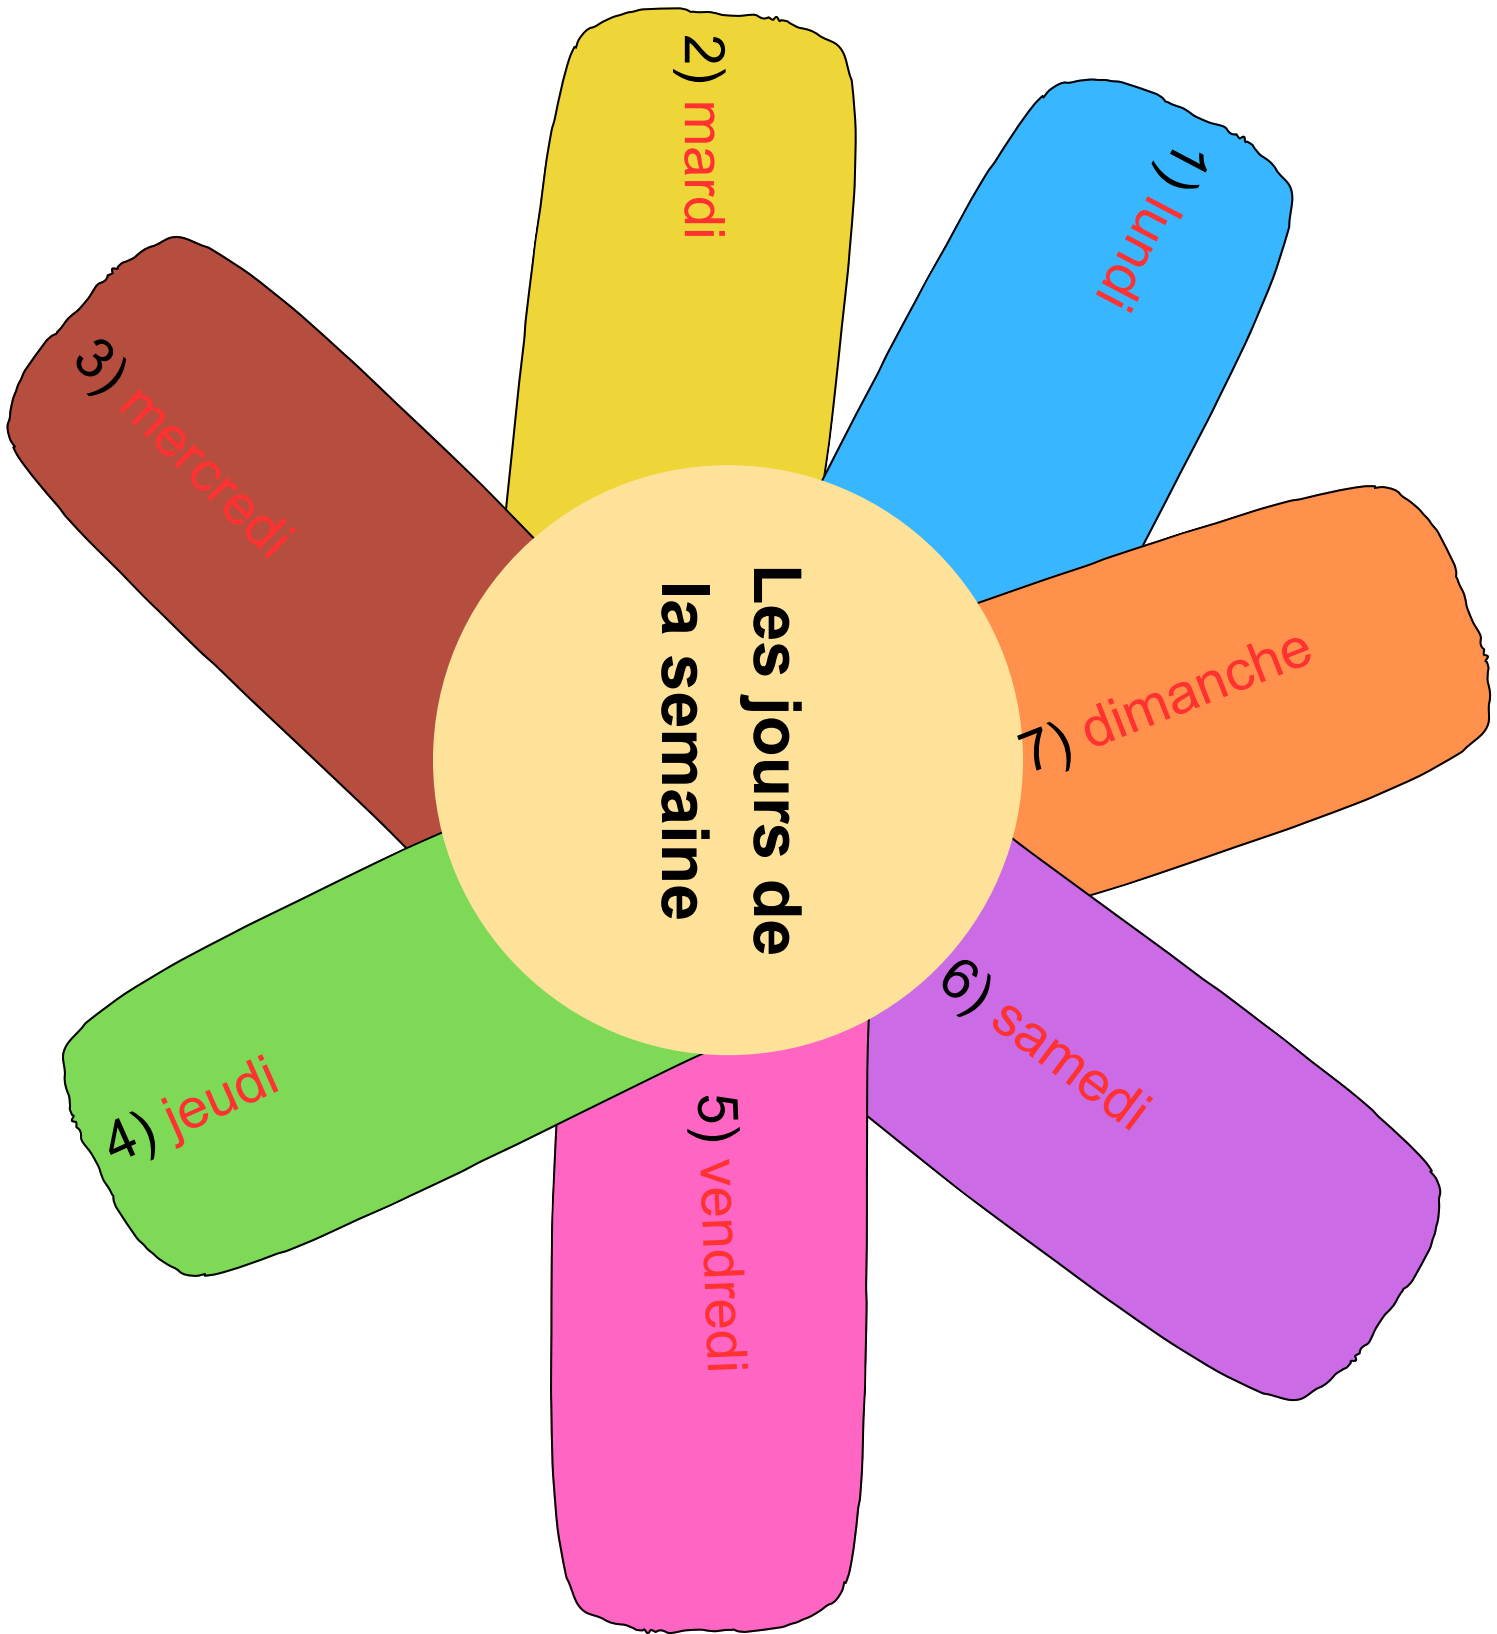 Les jours de
la semaine
1) lundi
2) mardi
3) mercredi
4) jeudi
5) vendredi
6) samedi
7) dimanche